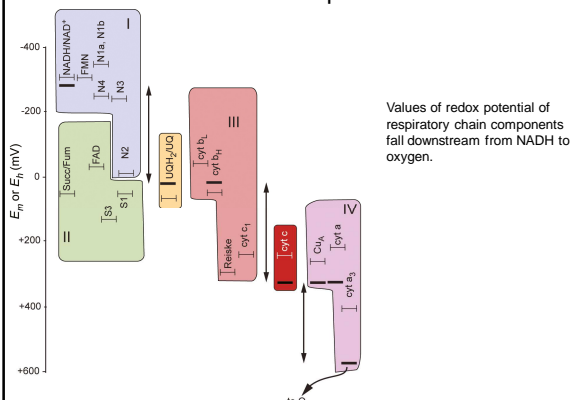 -400
-200
0
+200
+400
+600
Em or Eh (mV)
I
NADH/NAD+
FMN
N1a, N1b
N4
N3
N2
II
Succ/Fum
FAD
S3
S1
UQH2/UQ
III
cyt bL
cyt bH
Reiske
cyt c1
cyt c
IV
CuA
cyt a
cyt a3
Values of redox potential of
respiratory chain components
fall downstream from NADH to
oxygen.